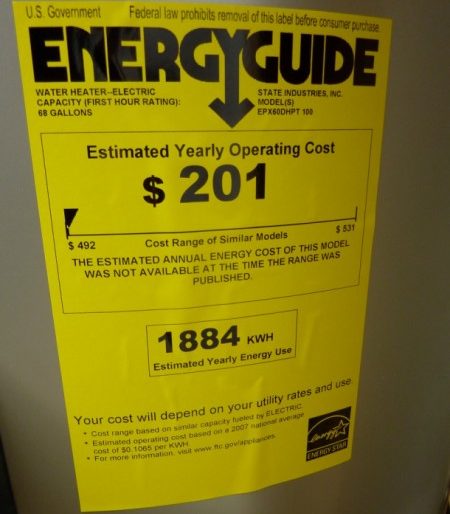 U.S. Government Federal law prohibits removal of this label before consumer purchase.
ENERGYGUIDE
WATER HEATER--ELECTRIC
CAPACITY (FIRST HOUR RATING):
68 GALLONS
STATE INDUSTRIES, INC.
MODEL(S)
EPX60DHPT 100
Estimated Yearly Operating Cost
$ 201
$ 492 Cost Range of Similar Models $ 531
THE ESTIMATED ANNUAL ENERGY COST OF THIS MODEL
WAS NOT AVAILABLE AT THE TIME THE RANGE WAS
PUBLISHED.
1884 KWH
Estimated Yearly Energy Use
Your cost will depend on your utility rates and use.
• Cost range based on similar capacity fueled by ELECTRIC.
• Estimated operating cost based on a 2007 national average
cost of $0.1065 per KWH.
• For more information, visit www.ftc.gov/appliances.
energy
ENERGY STAR